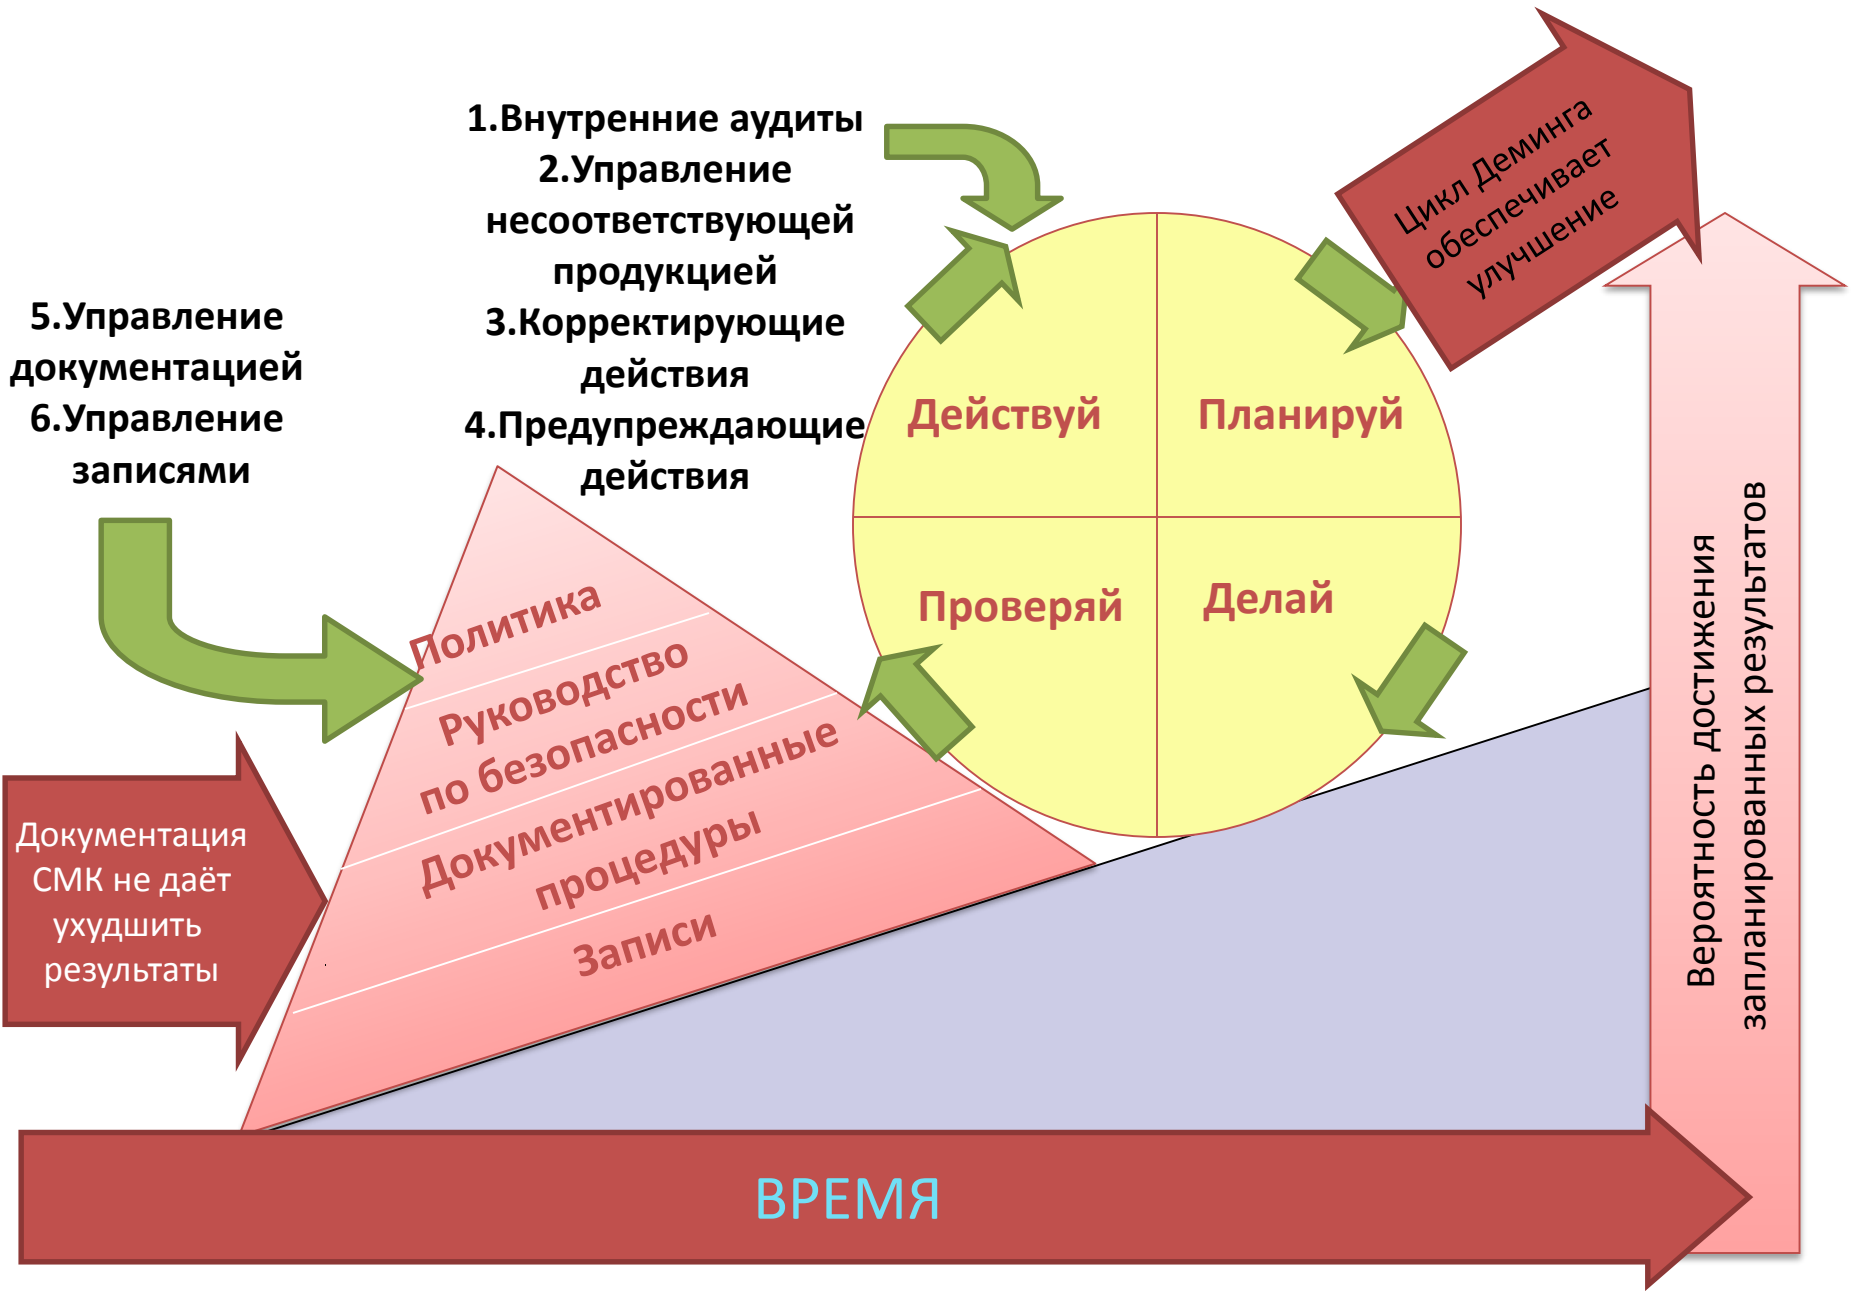 1.Внутренние аудиты
2.Управление
несоответствующей
продукцией
3.Корректирующие
действия
4.Предупреждающие
действия
5.Управление
документацией
6.Управление
записями
Цикл Деминга
обеспечивает
улучшение
Действуй
Планируй
Проверяй
Делай
Политика
Руководство
по безопасности
Документированные
процедуры
Записи
Документация
СМК не даёт
ухудшить
результаты
Вероятность достижения
запланированных результатов
ВРЕМЯ